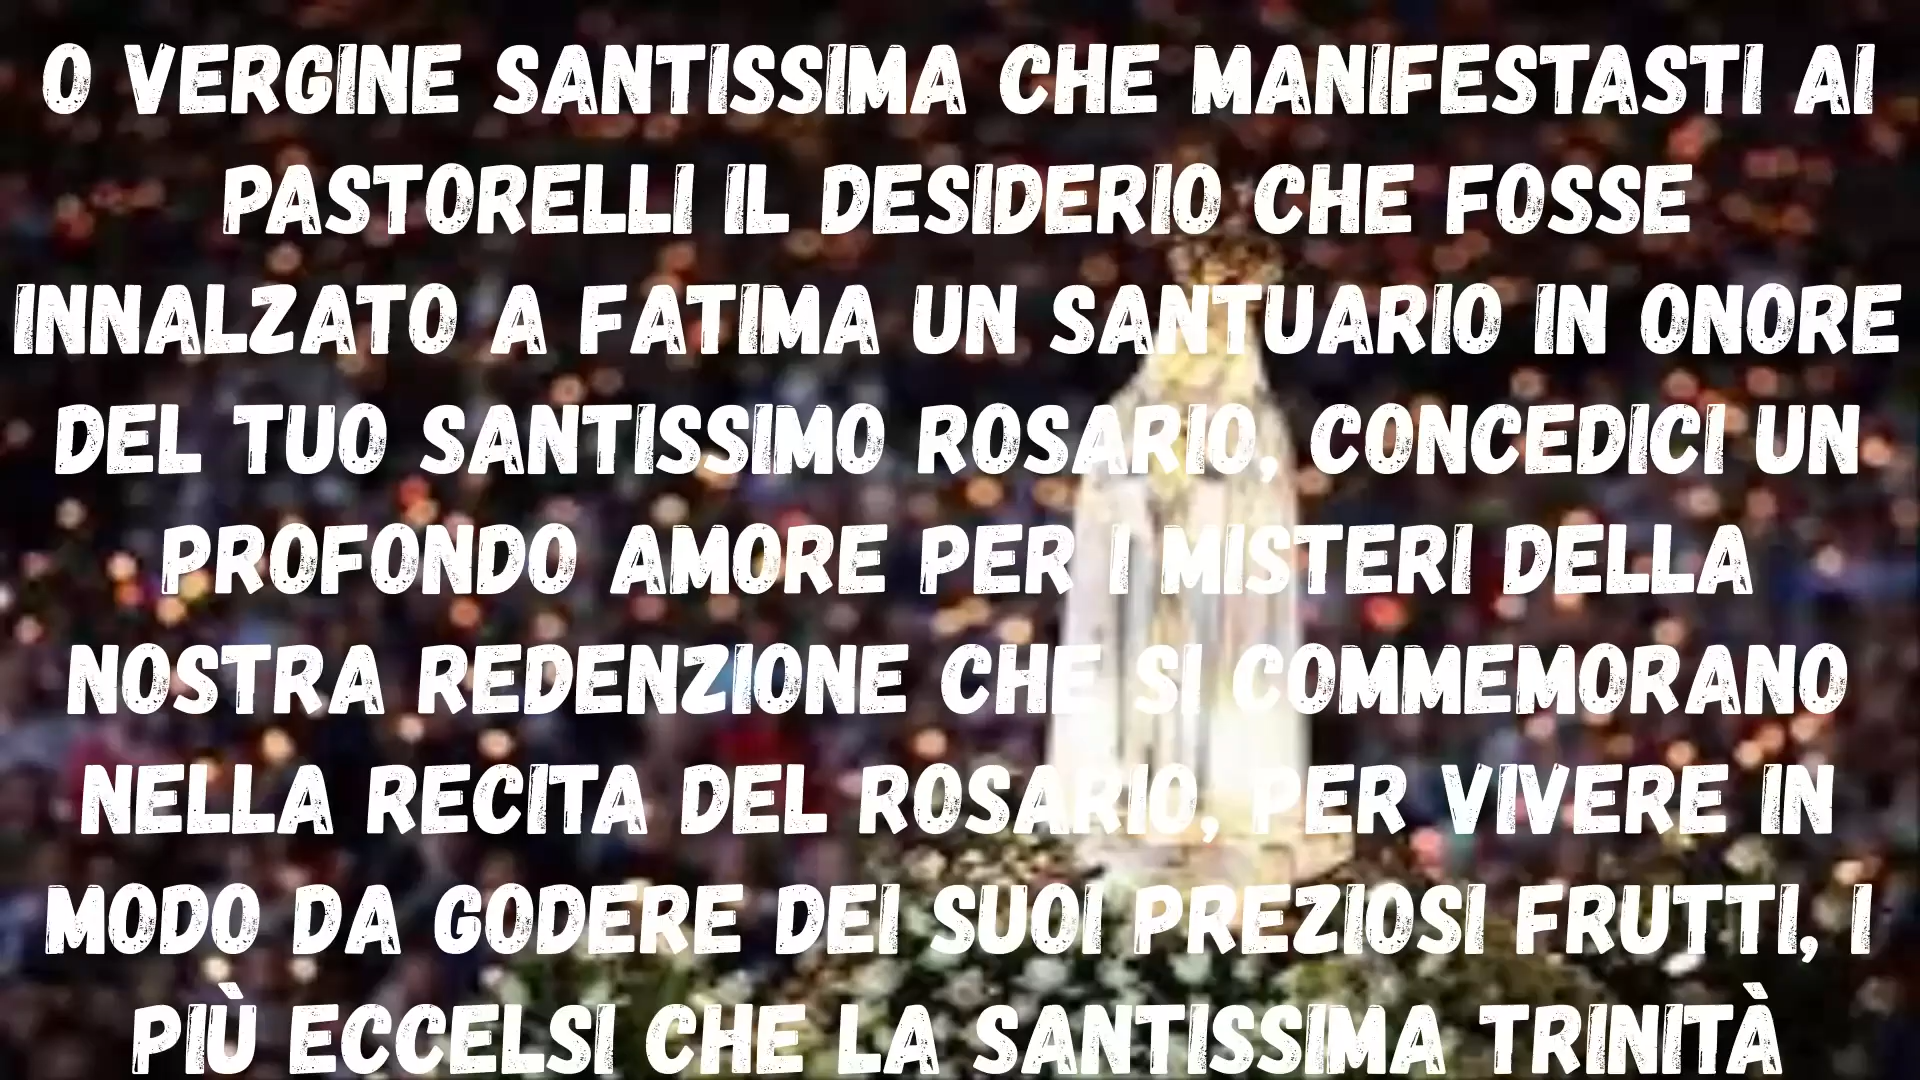 O VERGINE SANTISSIMA CHE MANIFESTASTI AI
PASTORELLI IL DESIDERIO CHE FOSSE
INNALZATO A FATIMA UN SANTUARIO IN ONORE
DEL TUO SANTISSIMO ROSARIO, CONCEDICI UN
PROFONDO AMORE PER I MISTERI DELLA
NOSTRA REDENZIONE CHE SI COMMEMORANO
NELLA RECITA DEL ROSARIO, PER VIVERE IN
MODO DA GODERE DEI SUOI PREZIOSI FRUTTI, I
PIÙ ECCELSI CHE LA SANTISSIMA TRINITÀ